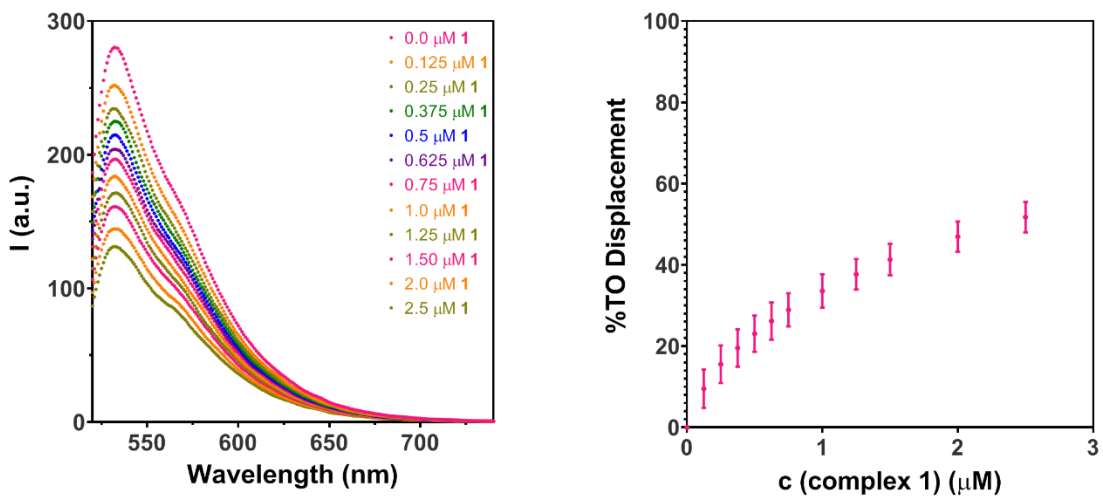 300
200
100
0
I (a.u.)
550
600
650
700
Wavelength (nm)
0.0 μM 1
0.125 μM 1
0.25 μM 1
0.375 μM 1
0.5 μM 1
0.625 μM 1
0.75 μM 1
1.0 μM 1
1.25 μM 1
1.50 μM 1
2.0 μM 1
2.5 μM 1
100
80
60
40
20
0
%TO Displacement
0
1
2
3
c (complex 1) (μM)